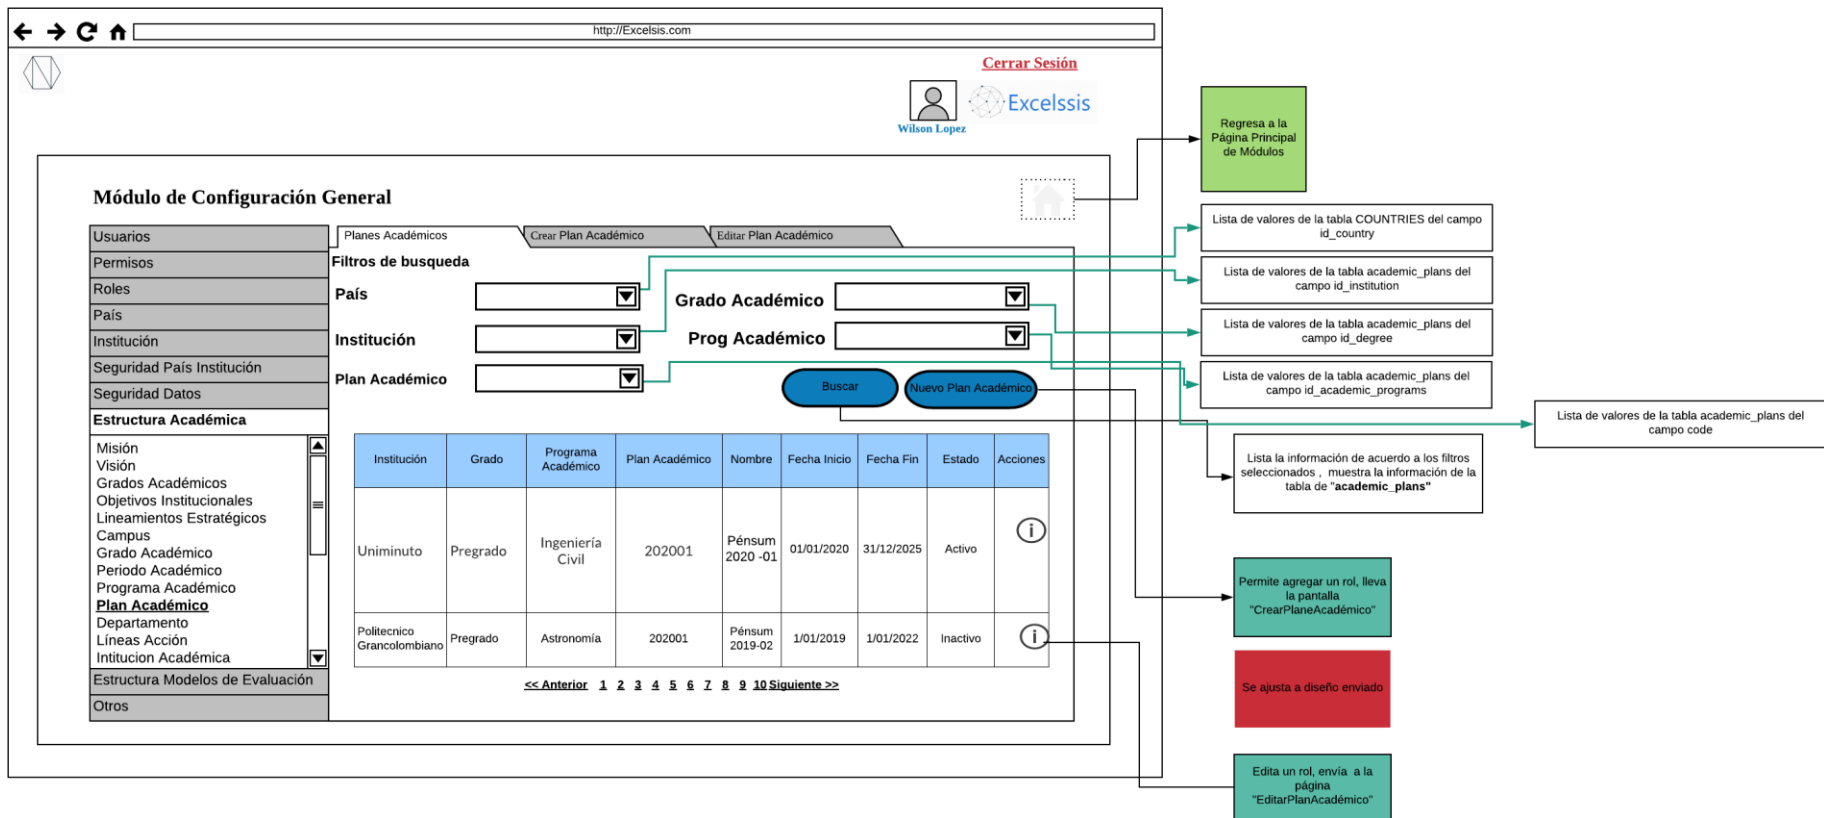 http://Excelsis.com
Cerrar Sesión
Excelssis
Wilson Lopez
Módulo de Configuración General
Usuarios
Permisos
Roles
País
Institución
Seguridad País Institución
Seguridad Datos
Estructura Académica
Misión
Visión
Grados Académicos
Objetivos Institucionales
Lineamientos Estratégicos
Campus
Grado Académico
Periodo Académico
Programa Académico
Plan Académico
Departamento
Líneas Acción
Intitucion Académica
Estructura Modelos de Evaluación
Otros
Planes Académicos
Crear Plan Académico
Editar Plan Académico
Filtros de busqueda
País
Grado Académico
Institución
Prog Académico
Plan Académico
Buscar
Nuevo Plan Académico
Institución
Grado
Programa
Académico
Plan Académico
Nombre
Fecha Inicio
Fecha Fin
Estado
Acciones
Uniminuto
Pregrado
Ingeniería
Civil
202001
Pénsum
2020 -01
01/01/2020
31/12/2025
Activo
i
Politecnico
Grancolombiano
Pregrado
Astronomía
202001
Pénsum
2019-02
1/01/2019
1/01/2022
Inactivo
i
<< Anterior 1 2 3 4 5 6 7 8 9 10 Siguiente >>
Regresa a la
Página Principal
de Módulos
Lista de valores de la tabla COUNTRIES del campo
id_country
Lista de valores de la tabla academic_plans del
campo id_institution
Lista de valores de la tabla academic_plans del
campo id_degree
Lista de valores de la tabla academic_plans del
campo id_academic_programs
Lista de valores de la tabla academic_plans del
campo code
Lista la información de acuerdo a los filtros
seleccionados , muestra la información de la
tabla de "academic_plans"
Permite agregar un rol, lleva
la pantalla
"CrearPlaneAcadémico"
Se ajusta a diseño enviado
Edita un rol, envía a la
página
"EditarPlanAcadémico"